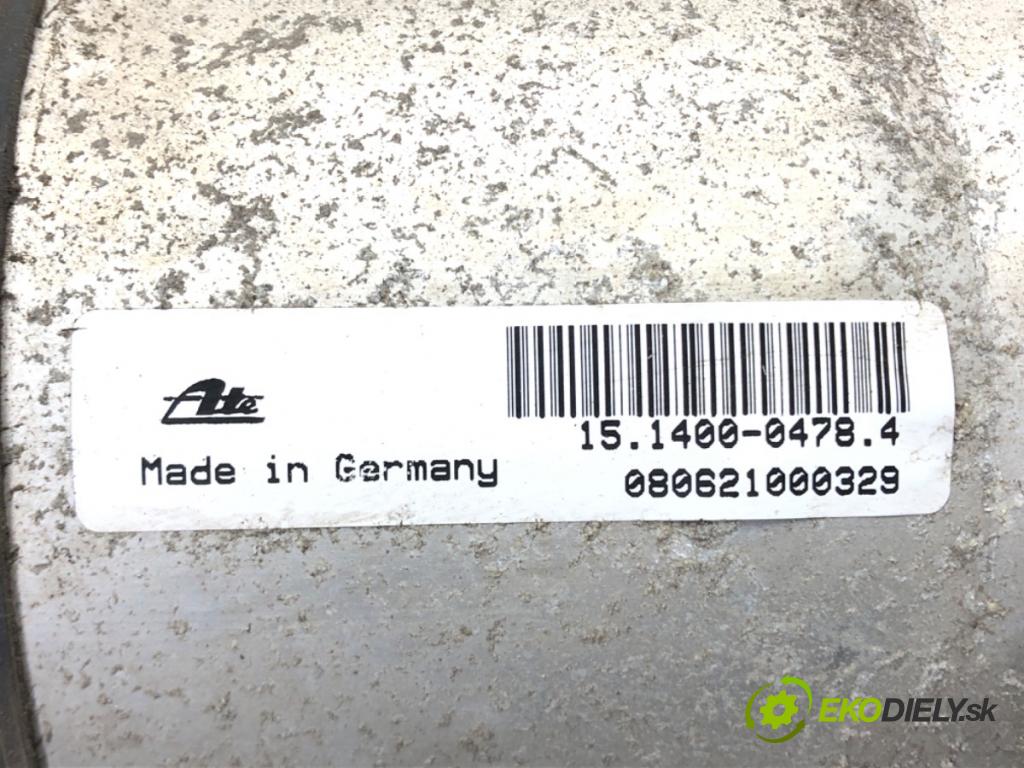 Ate
15.1400-0478.4
Made in Germany
080621000329
EKODIELY.sk